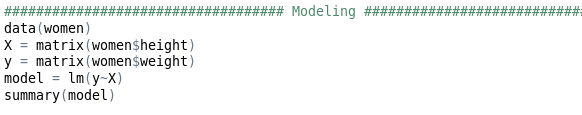 ################################## Modeling ###########################
data(women)
X = matrix(women$height)
y = matrix(women$weight)
model = lm(y~X)
summary(model)